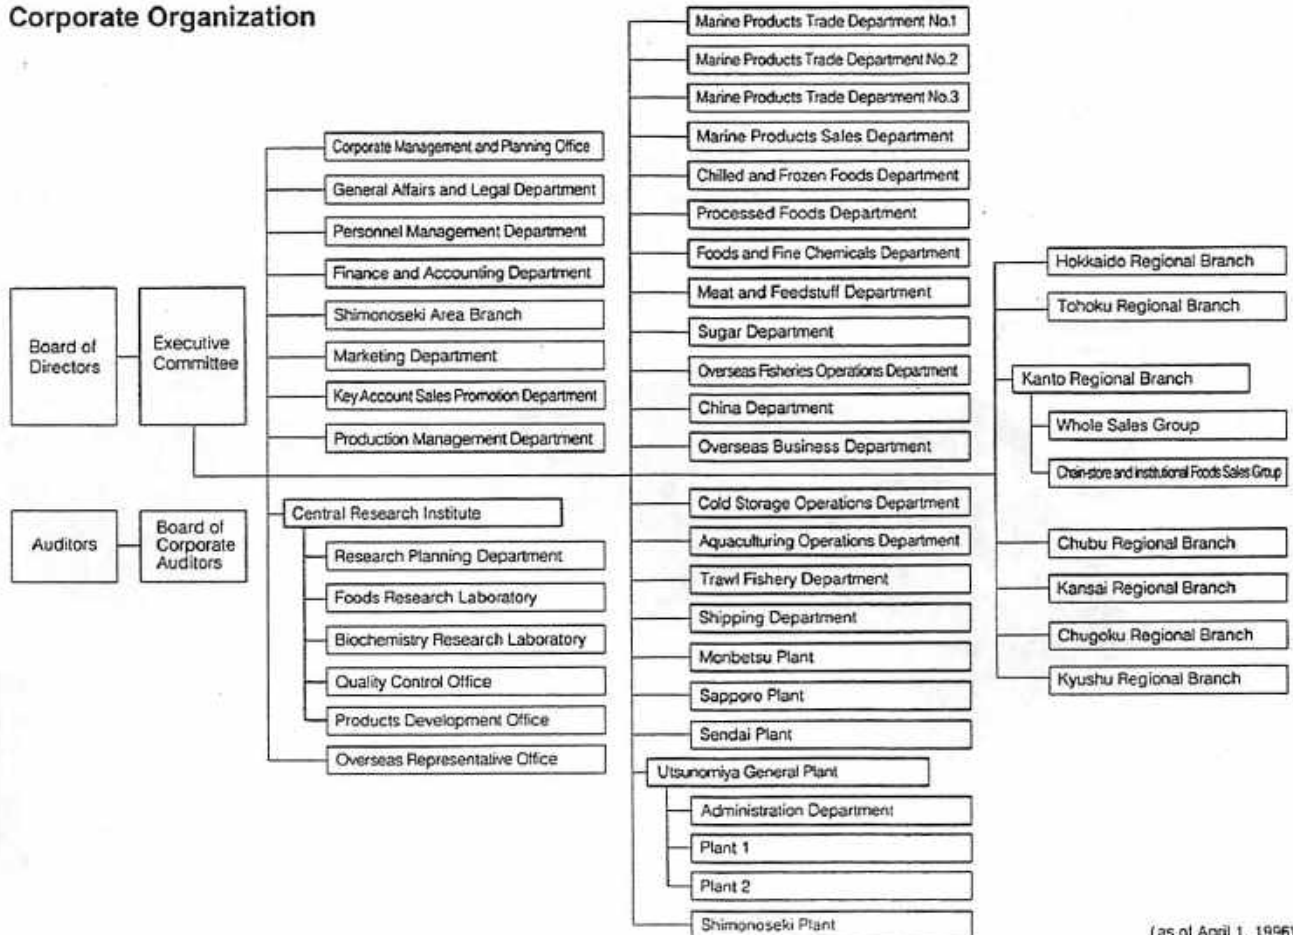 Corporate Organization
Board of
Directors
Executive
Committee
Auditors
Board of
Corporate
Auditors
Corporate Management and Planning Office
General Affairs and Legal Department
Personnel Management Department
Finance and Accounting Department
Shimonoseki Area Branch
Marketing Department
Key Account Sales Promotion Department
Production Management Department
Central Research Institute
Research Planning Department
Foods Research Laboratory
Biochemistry Research Laboratory
Quality Control Office
Products Development Office
Overseas Representative Office
Marine Products Trade Department No.1
Marine Products Trade Department No.2
Marine Products Trade Department No.3
Marine Products Sales Department
Chilled and Frozen Foods Department
Processed Foods Department
Foods and Fine Chemicals Department
Meat and Feedstuff Department
Sugar Department
Overseas Fisheries Operations Department
China Department
Overseas Business Department
Cold Storage Operations Department
Aquaculturing Operations Department
Trawl Fishery Department
Shipping Department
Monbetsu Plant
Sapporo Plant
Sendai Plant
Utsunomiya General Plant
Administration Department
Plant 1
Plant 2
Shimonoseki Plant
Hokkaido Regional Branch
Tohoku Regional Branch
Kanto Regional Branch
Whole Sales Group
Chain-store and institutional Foods Sales Group
Chubu Regional Branch
Kansai Regional Branch
Chugoku Regional Branch
Kyushu Regional Branch
(as of April 1, 1996)